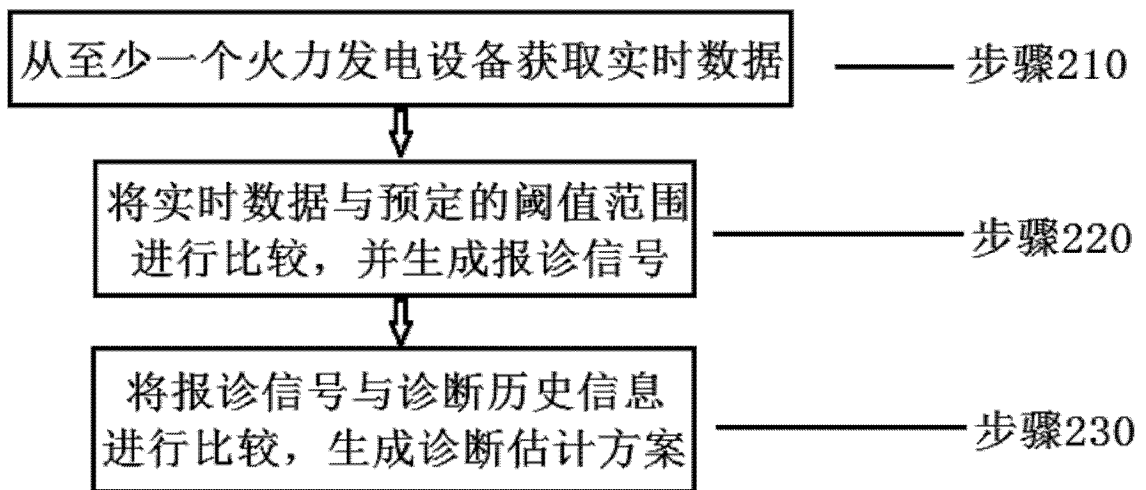 从至少一个火力发电设备获取实时数据
步骤210
将实时数据与预定的阈值范围
进行比较，并生成报诊信号
步骤220
将报诊信号与诊断历史信息
进行比较，生成诊断估计方案
步骤230